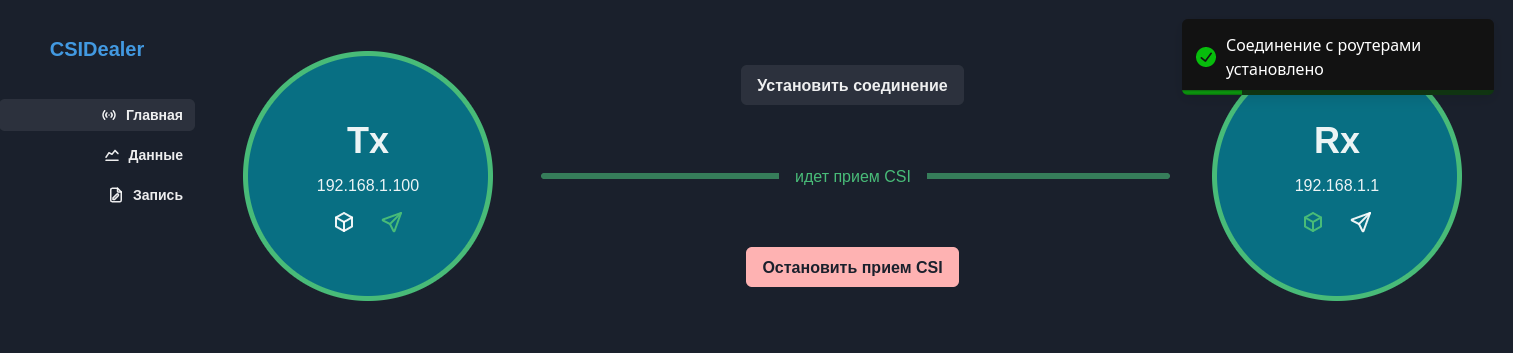 CSIDealer
Главная
Данные
Запись
Tx
192.168.1.100
Установить соединение
идет прием CSI
Остановить прием CSI
Соединение с роутерами
установлено
Rx
192.168.1.1